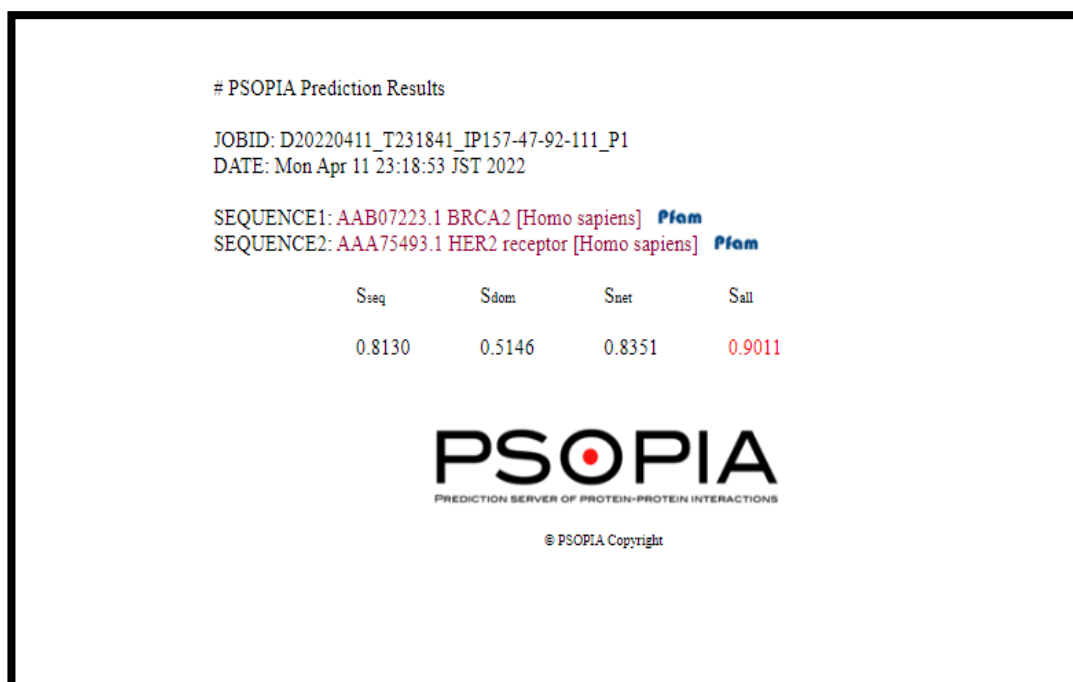 # PSOPIA Prediction Results
JOBID: D20220411_T231841_IP157-47-92-111_P1
DATE: Mon Apr 11 23:18:53 JST 2022
SEQUENCE1: AAB07223.1 BRCA2 [Homo sapiens] Pfam
SEQUENCE2: AAA75493.1 HER2 receptor [Homo sapiens] Pfam
Sseq Sdom Snet Sall
0.8130 0.5146 0.8351 0.9011
PSOPIA
PREDICTION SERVER OF PROTEIN-PROTEIN INTERACTIONS
© PSOPIA Copyright